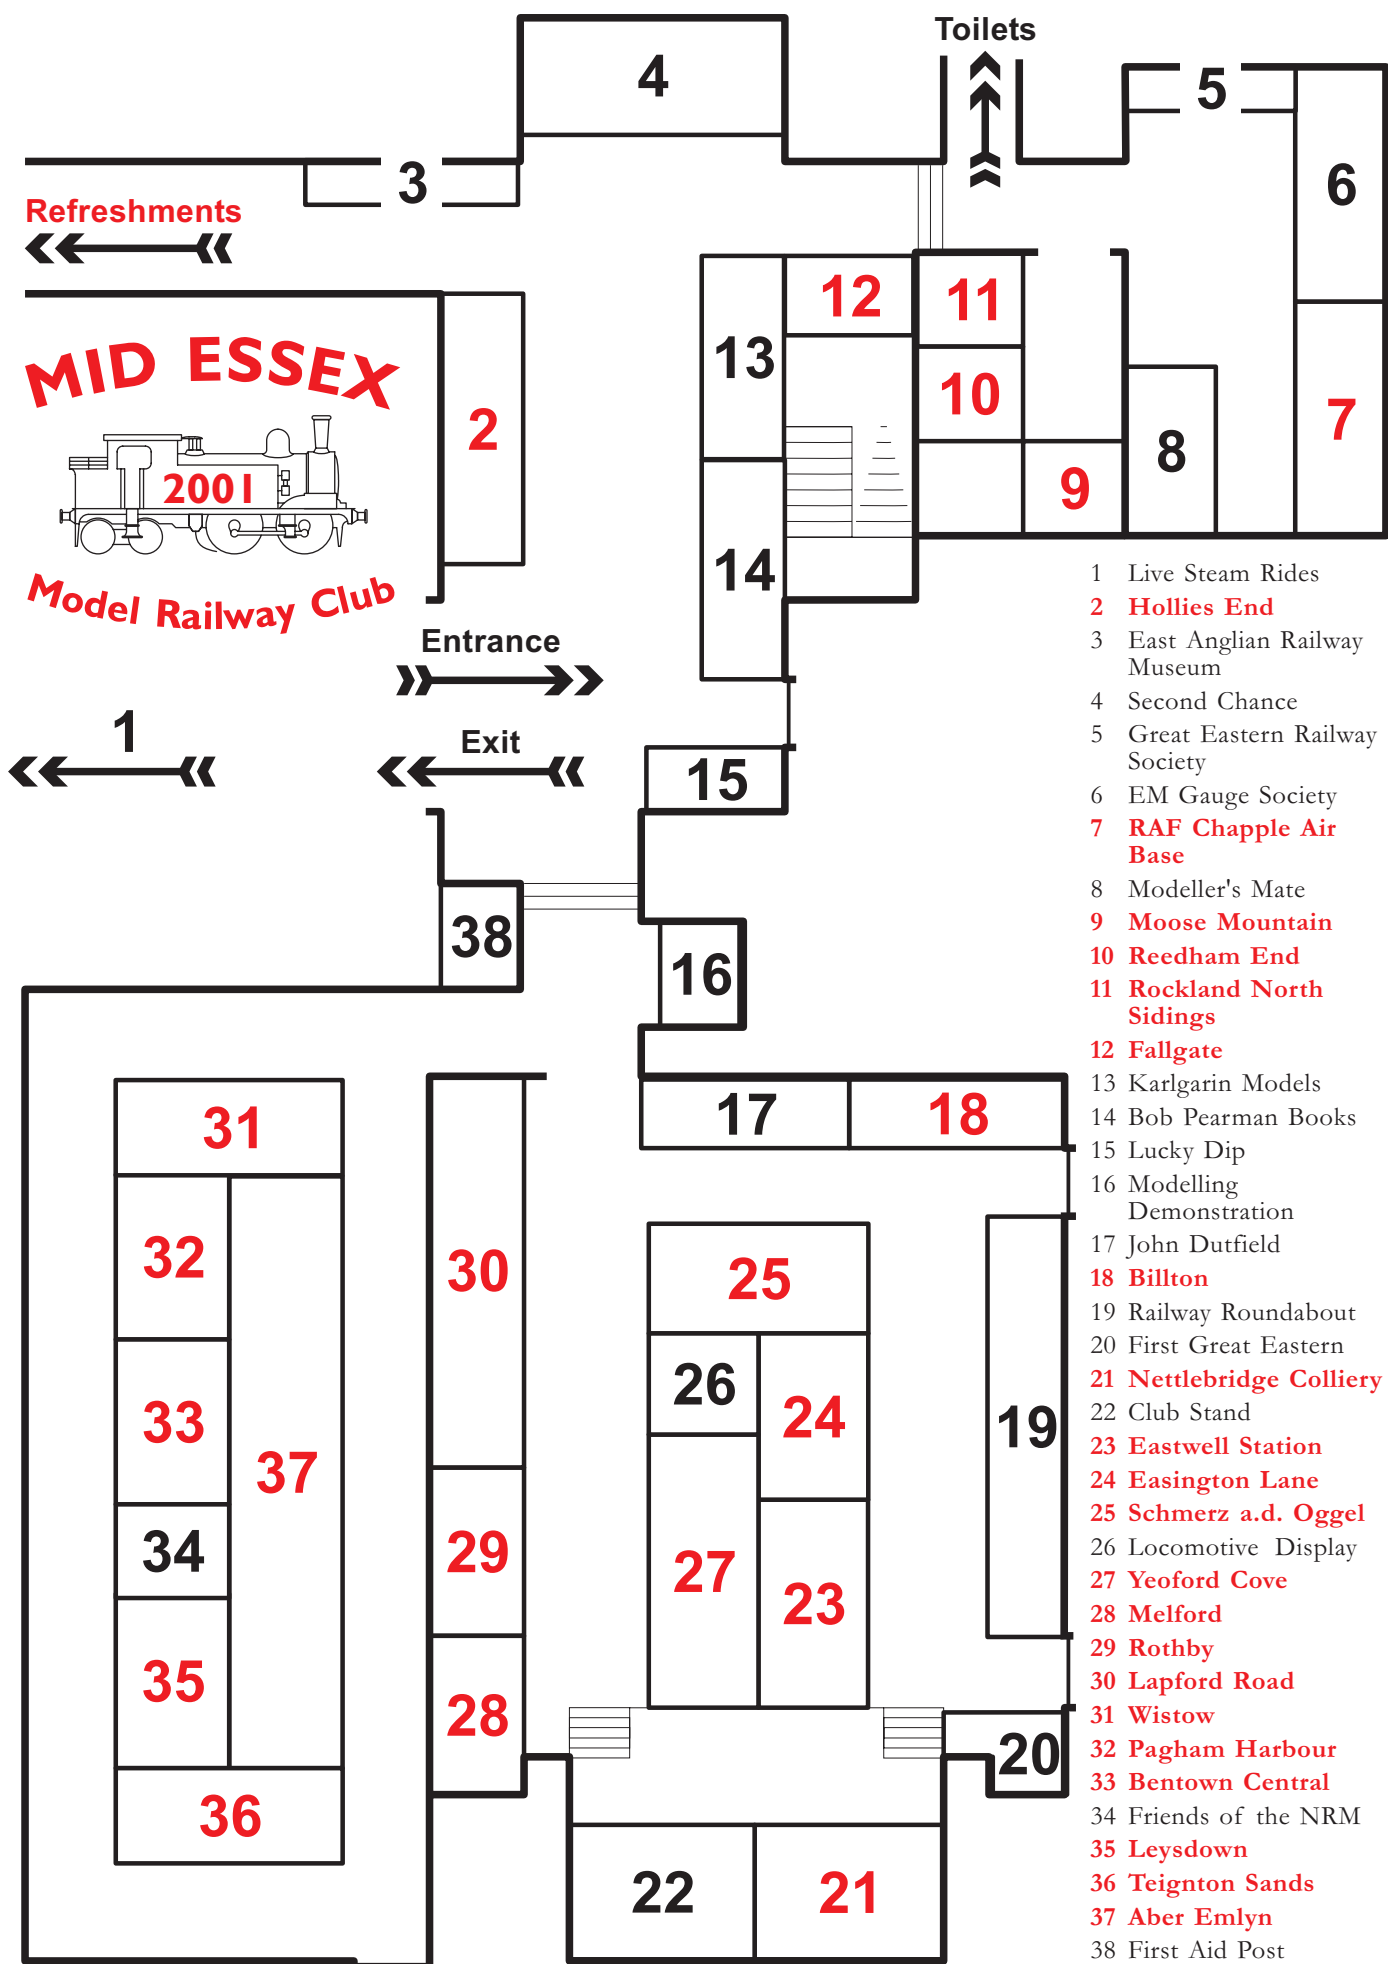 Toilets
4
5
3
6
Refreshments
12
11
MID ESSEX
13
10
2
7
8
2001
9
14
Model Railway Club
Entrance
1
Exit
15
38
16
17
18
31
32
30
25
26
24
33
19
37
34
29
27
23
35
28
20
36
22
21
1 Live Steam Rides
2 Hollies End
3 East Anglian Railway
Museum
4 Second Chance
5 Great Eastern Railway
Society
6 EM Gauge Society
7 RAF Chapple Air
Base
8 Modeller's Mate
9 Moose Mountain
10 Reedham End
11 Rockland North
Sidings
12 Fallgate
13 Karlgarin Models
14 Bob Pearman Books
15 Lucky Dip
16 Modelling
Demonstration
17 John Dutfield
18 Billton
19 Railway Roundabout
20 First Great Eastern
21 Nettlebridge Colliery
22 Club Stand
23 Eastwell Station
24 Easington Lane
25 Schmerz a.d. Oggel
26 Locomotive Display
27 Yeoford Cove
28 Melford
29 Rothby
30 Lapford Road
31 Wistow
32 Pagham Harbour
33 Bentown Central
34 Friends of the NRM
35 Leysdown
36 Teignton Sands
37 Aber Emlyn
38 First Aid Post